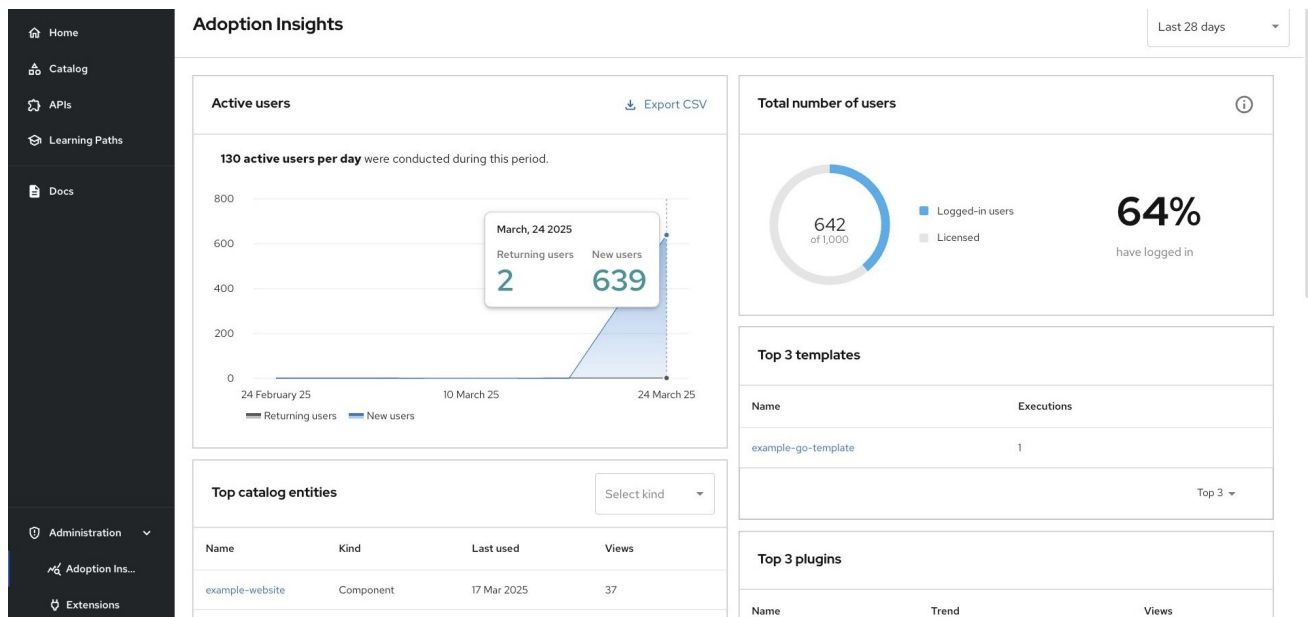 Home
Catalog
APIs
Learning Paths
Docs
Administration
Adoption Ins...
Extensions
Adoption Insights
Last 28 days
Active users
Export CSV
130 active users per day were conducted during this period.
800
600
400
200
0
March, 24 2025
Returning users New users
2 639
24 February 25 10 March 25 24 March 25
Returning users New users
Total number of users
642
of 1,000
Logged-in users
Licensed
64%
have logged in
Top 3 templates
Name Executions
example-go-template 1
Top 3
Top catalog entities
Select kind
Name Kind Last used Views
example-website Component 17 Mar 2025 37
Top 3 plugins
Name Trend Views